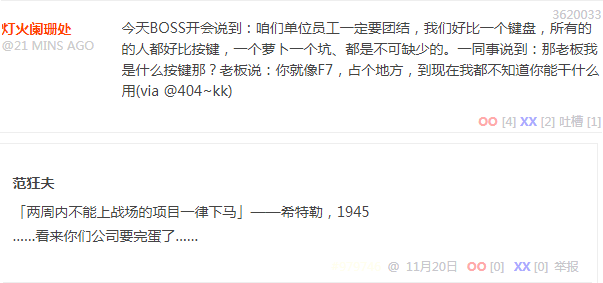 3620033
灯火阑珊处
@21 MINS AGO
今天BOSS开会说到：咱们单位员工一定要团结，我们好比一个键盘，所有的
的人都好比按键，一个萝卜一个坑、都是不可缺少的。一同事说到：那老板我
是什么按键那？老板说：你就像F7，占个地方，到现在我都不知道你能干什么
用(via @404~kk)
OO [4] XX [2] 吐槽 [1]
范狂夫
「两周内不能上战场的项目一律下马」——希特勒，1945
……看来你们公司要完蛋了……
@ 11月20日 OO [0] XX [0] 举报